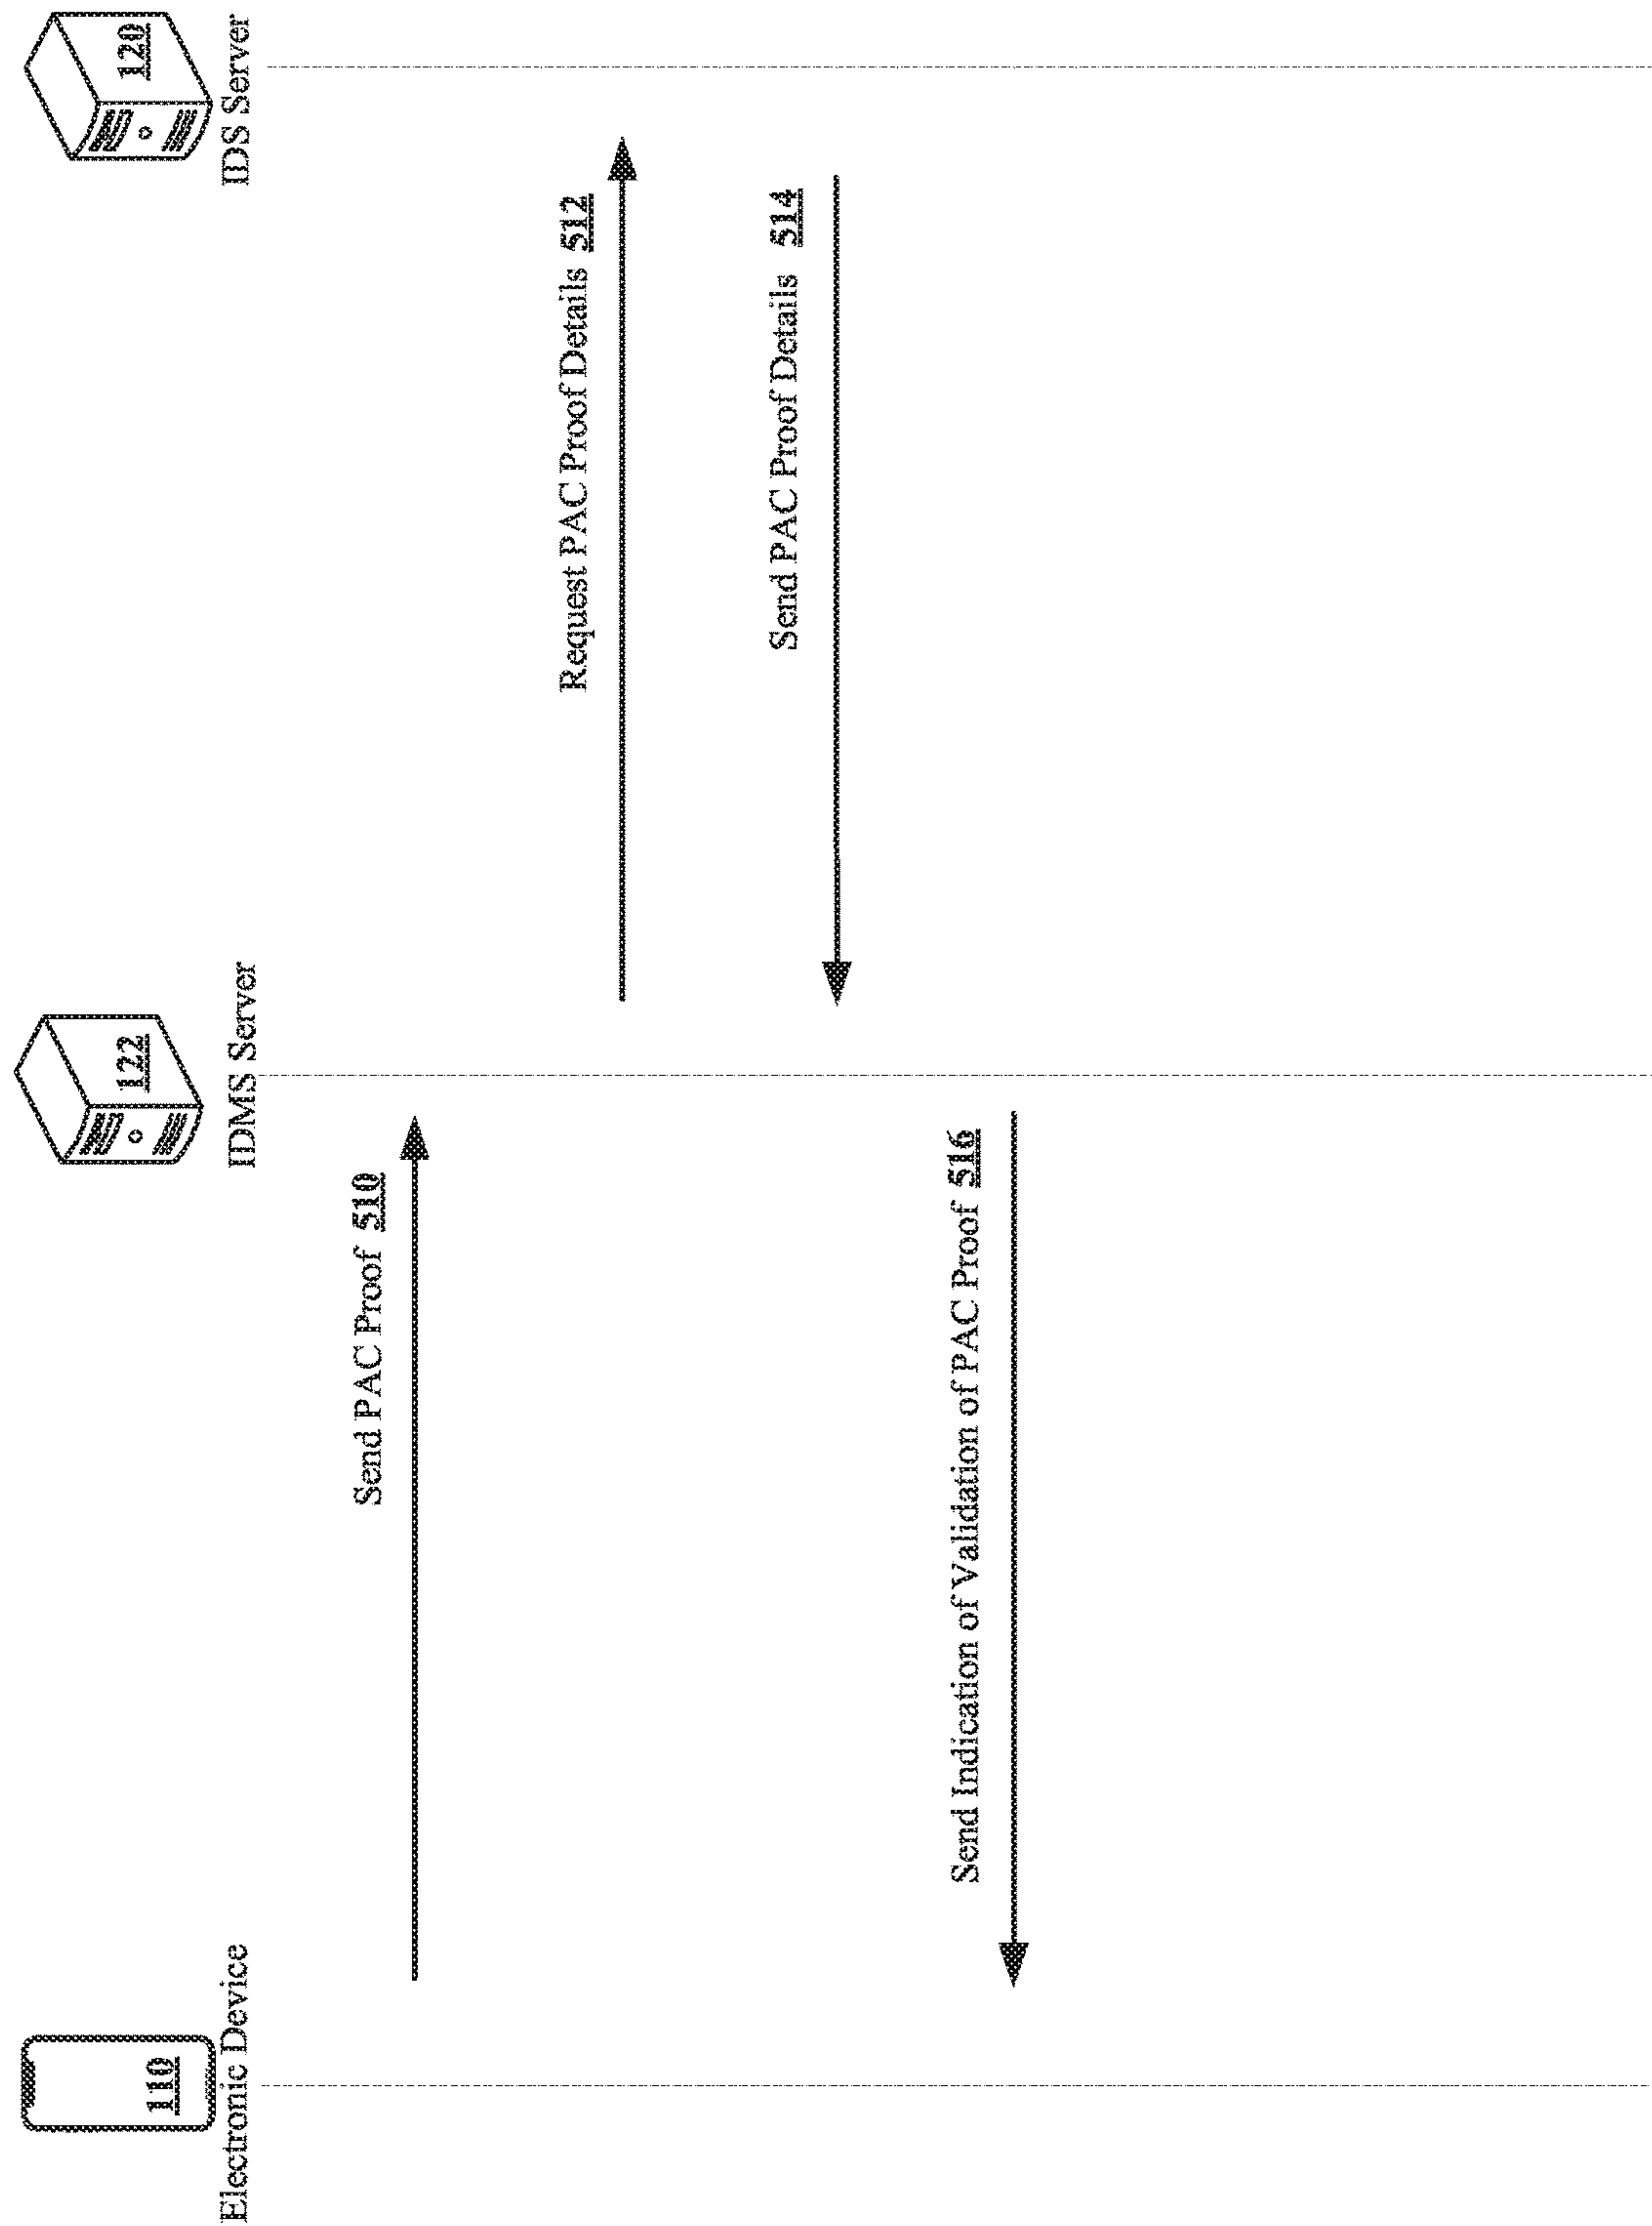 110
Electronic Device
122
IDMS Server
120
IDS Server
Send PAC Proof 510
Request PAC Proof Details 512
Send PAC Proof Details 514
Send Indication of Validation of PAC Proof 516